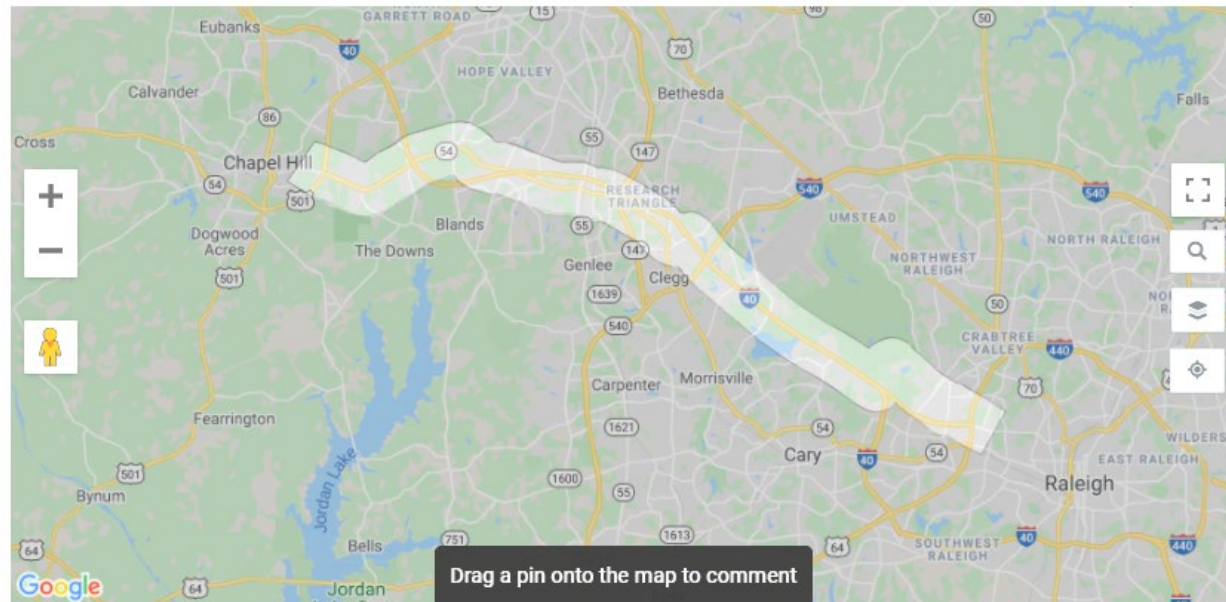 GARRETT ROAD
15
98
50
Eubanks
40
70
HOPE VALLEY
Calvander
Bethesda
Falls
86
Cross
55
147
Chapel Hill
54
54
RESEARCH
TRIANGLE
540
540
501
UMSTEAD
Dogwood
Acres
Blands
55
The Downs
147
NORTH RALEIGH
Genlee
Clegg
NORTHWEST
RALEIGH
501
1639
40
50
540
CRABTREE
VALLEY
440
Carpenter
Morrisville
70
Fearrington
1621
54
WILDERS
Cary
40
54
EAST RALEIGH
501
1600
Raleigh
Bynum
55
Jordan Lake
751
1613
40
64
Bells
64
SOUTHWEST
RALEIGH
440
64
Jordan
Google
Drag a pin onto the map to comment